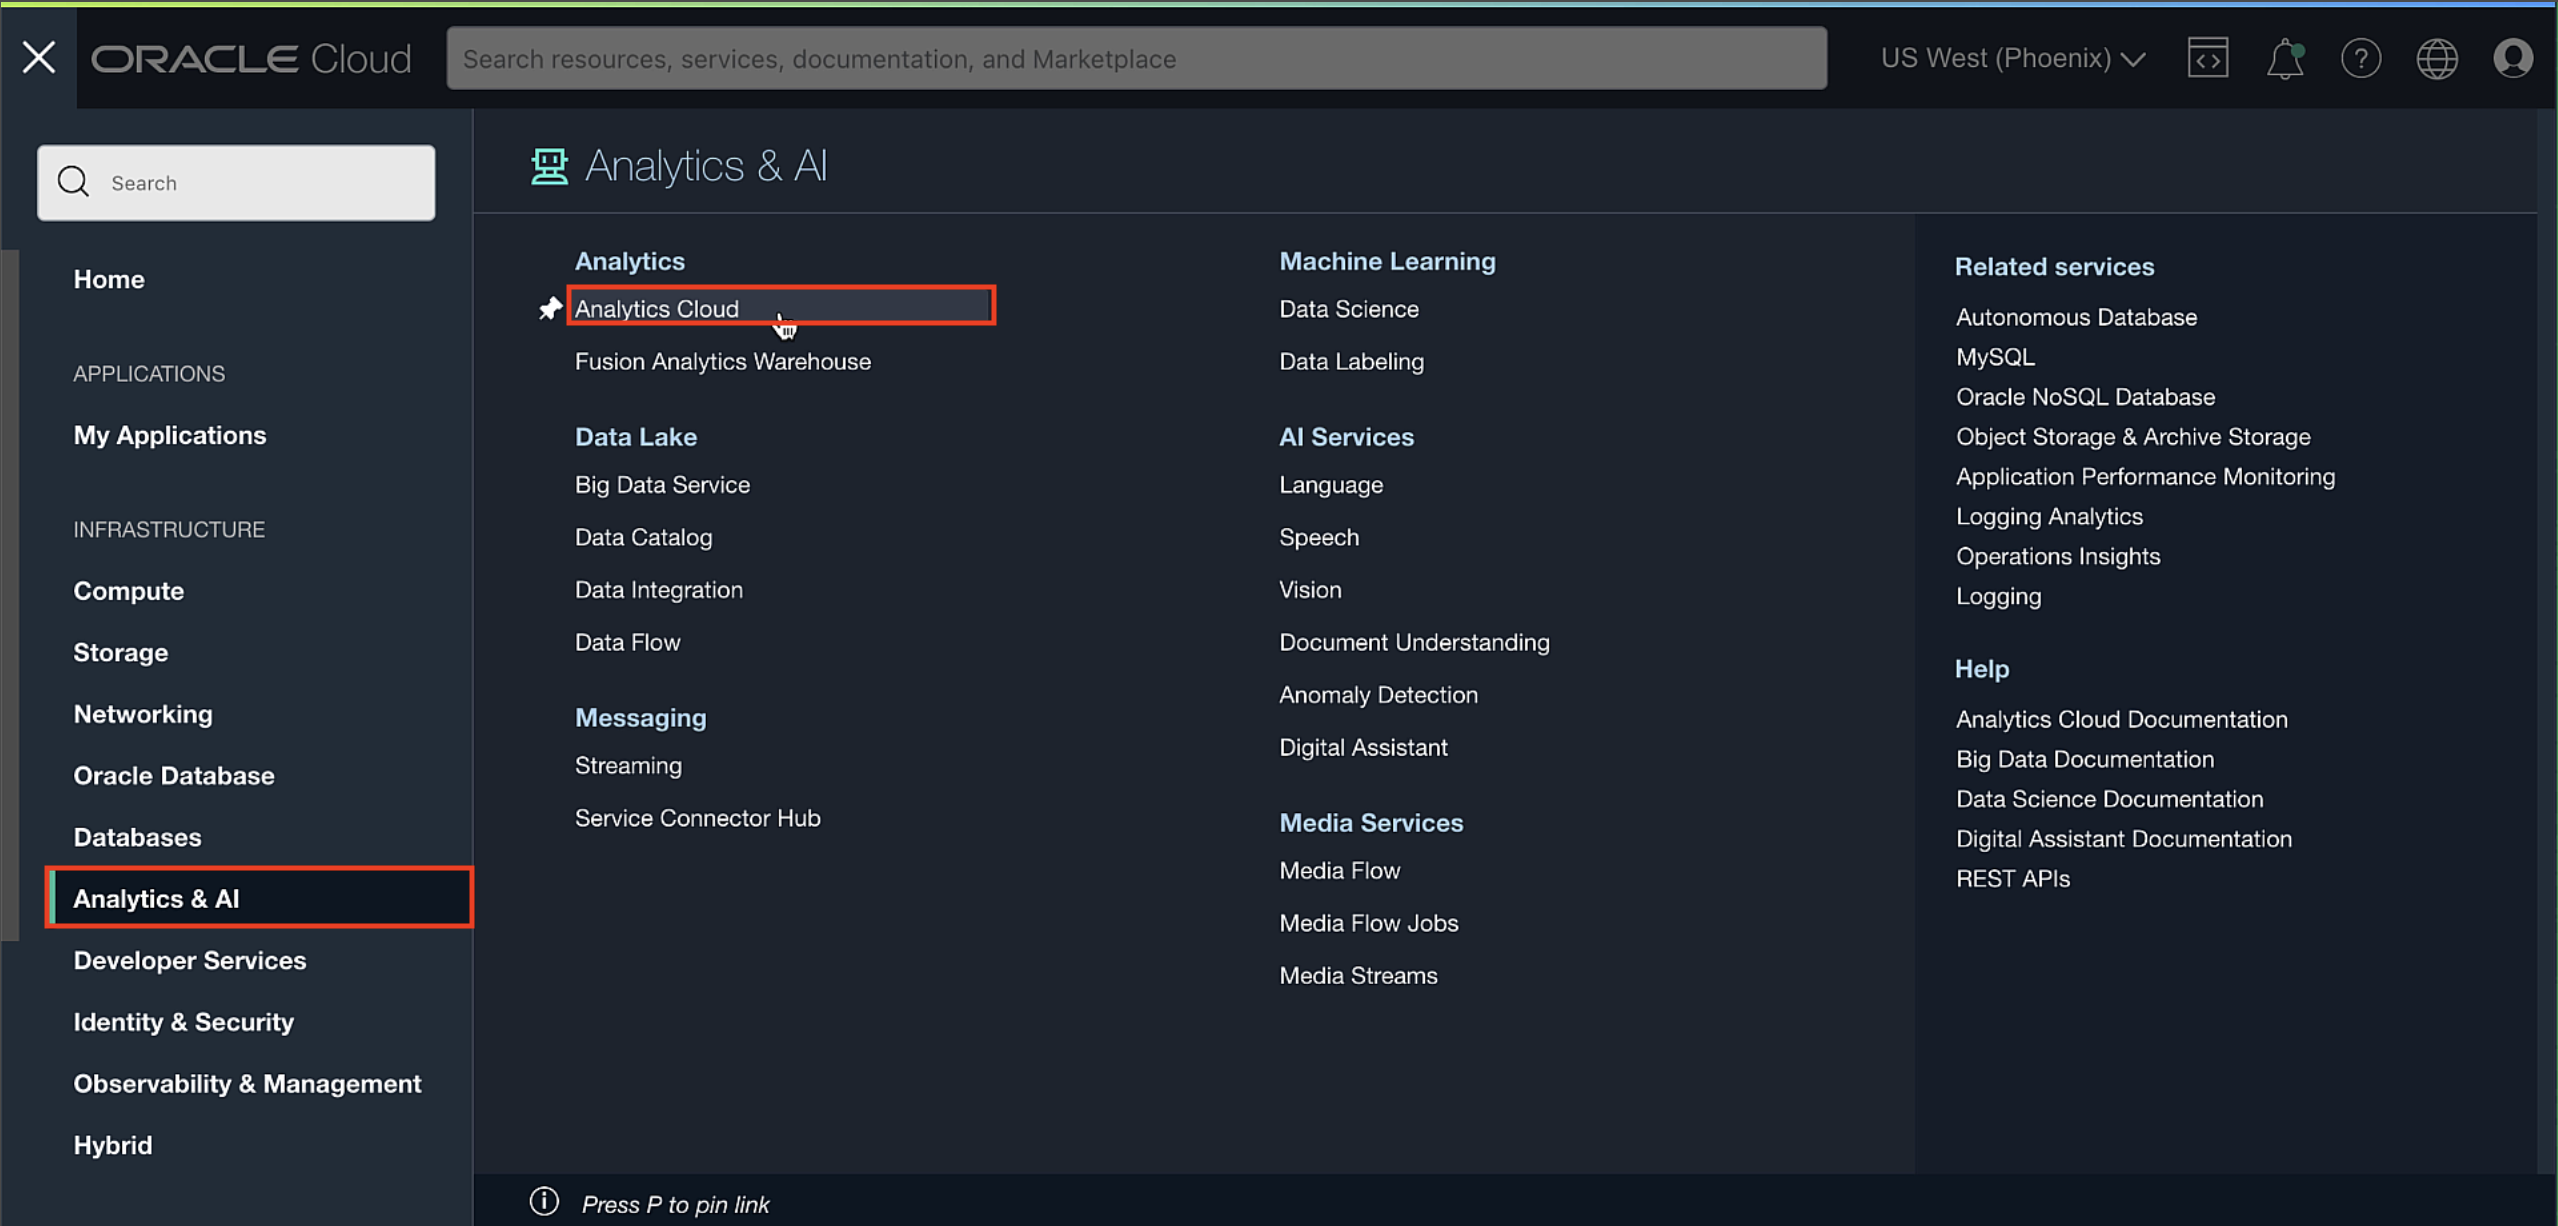 ORACLE Cloud
Search resources, services, documentation, and Marketplace
US West (Phoenix)
Search
Home
APPLICATIONS
My Applications
INFRASTRUCTURE
Compute
Storage
Networking
Oracle Database
Databases
Analytics & AI
Developer Services
Identity & Security
Observability & Management
Hybrid
Analytics & AI
Analytics
Analytics Cloud
Fusion Analytics Warehouse
Data Lake
Big Data Service
Data Catalog
Data Integration
Data Flow
Messaging
Streaming
Service Connector Hub
Machine Learning
Data Science
Data Labeling
AI Services
Language
Speech
Vision
Document Understanding
Anomaly Detection
Digital Assistant
Media Services
Media Flow
Media Flow Jobs
Media Streams
Related services
Autonomous Database
MySQL
Oracle NoSQL Database
Object Storage & Archive Storage
Application Performance Monitoring
Logging Analytics
Operations Insights
Logging
Help
Analytics Cloud Documentation
Big Data Documentation
Data Science Documentation
Digital Assistant Documentation
REST APIs
Press P to pin link